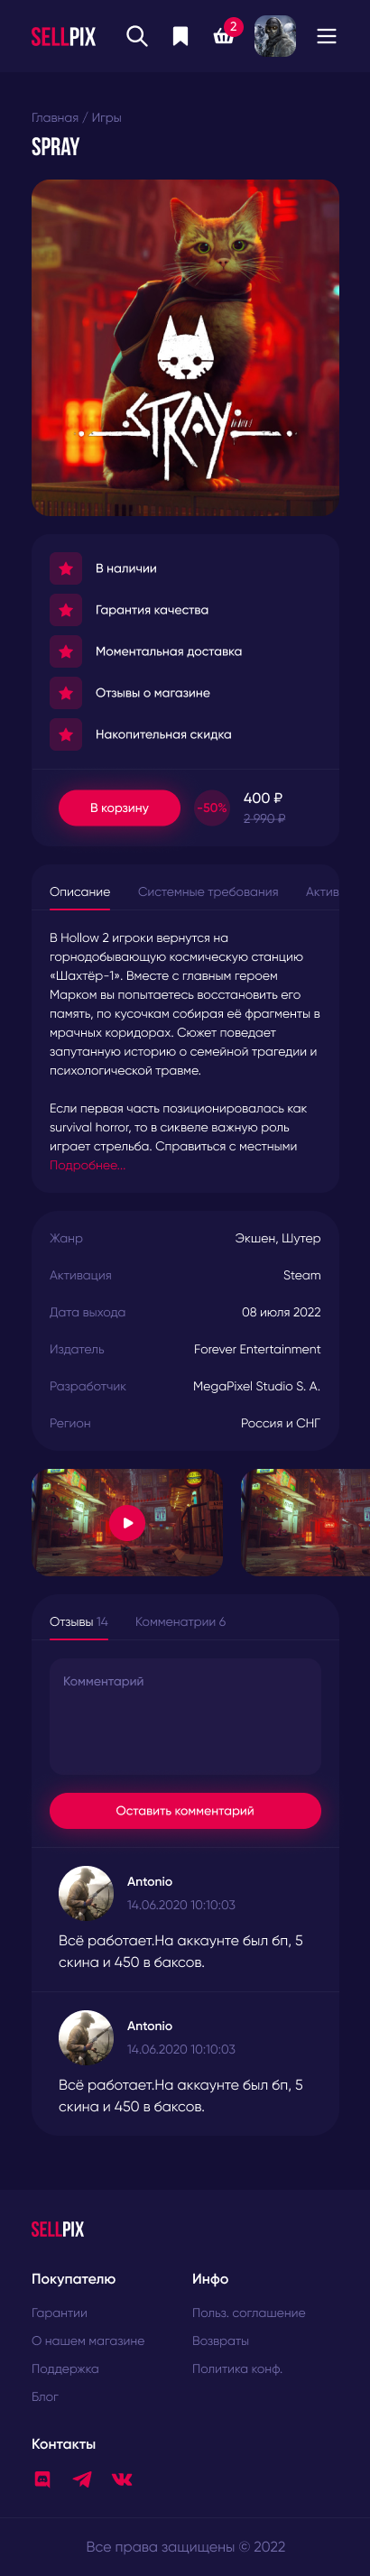 SELLPIX
2
Главная / Игры
SPRAY
STRAY
В наличии
Гарантия качества
Моментальная доставка
Отзывы о магазине
Накопительная скидка
В корзину
-50%
400 ₽
2 990 ₽
Описание Системные требования Актив
В Hollow 2 игроки вернутся на
горнодобывающую космическую станцию
«Шахтёр-1». Вместе с главным героем
Марком вы попытаетесь восстановить его
память, по кусочкам собирая её фрагменты в
мрачных коридорах. Сюжет поведает
запутанную историю о семейной трагедии и
психологической травме.
Если первая часть позиционировалась как
survival horror, то в сиквеле важную роль
играет стрельба. Справиться с местными
Подробнее...
Жанр Экшен, Шутер
Активация Steam
Дата выхода 08 июля 2022
Издатель Forever Entertainment
Разработчик MegaPixel Studio S. A.
Регион Россия и СНГ
Отзывы 14 Комменатрии 6
Комментарий
Оставить комментарий
Antonio
14.06.2020 10:10:03
Всё работает.На аккаунте был бп, 5
скина и 450 в баксов.
Antonio
14.06.2020 10:10:03
Всё работает.На аккаунте был бп, 5
скина и 450 в баксов.
SELLPIX
Покупателю Инфо
Гарантии Польз. соглашение
О нашем магазине Возвраты
Поддержка Политика конф.
Блог
Контакты
Все права защищены © 2022